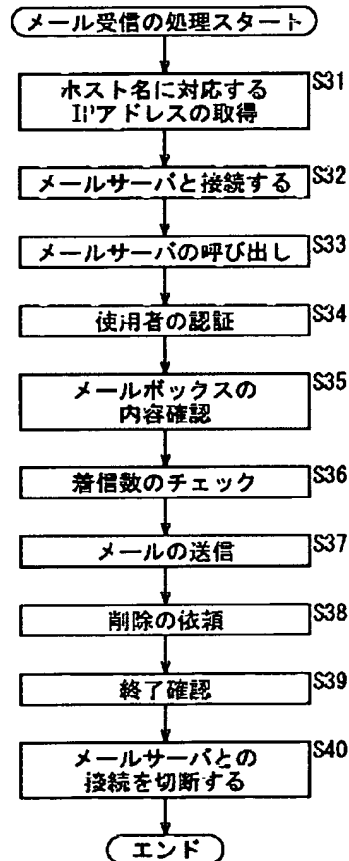 メール受信の処理スタート
ホスト名に対応する S31
IPアドレスの取得
メールサーバと接続する S32
メールサーバの呼び出し S33
使用者の認証 S34
メールボックスの S35
内容確認
着信数のチェック S36
メールの送信 S37
削除の依頼 S38
終了確認 S39
メールサーバとの S40
接続を切断する
エンド